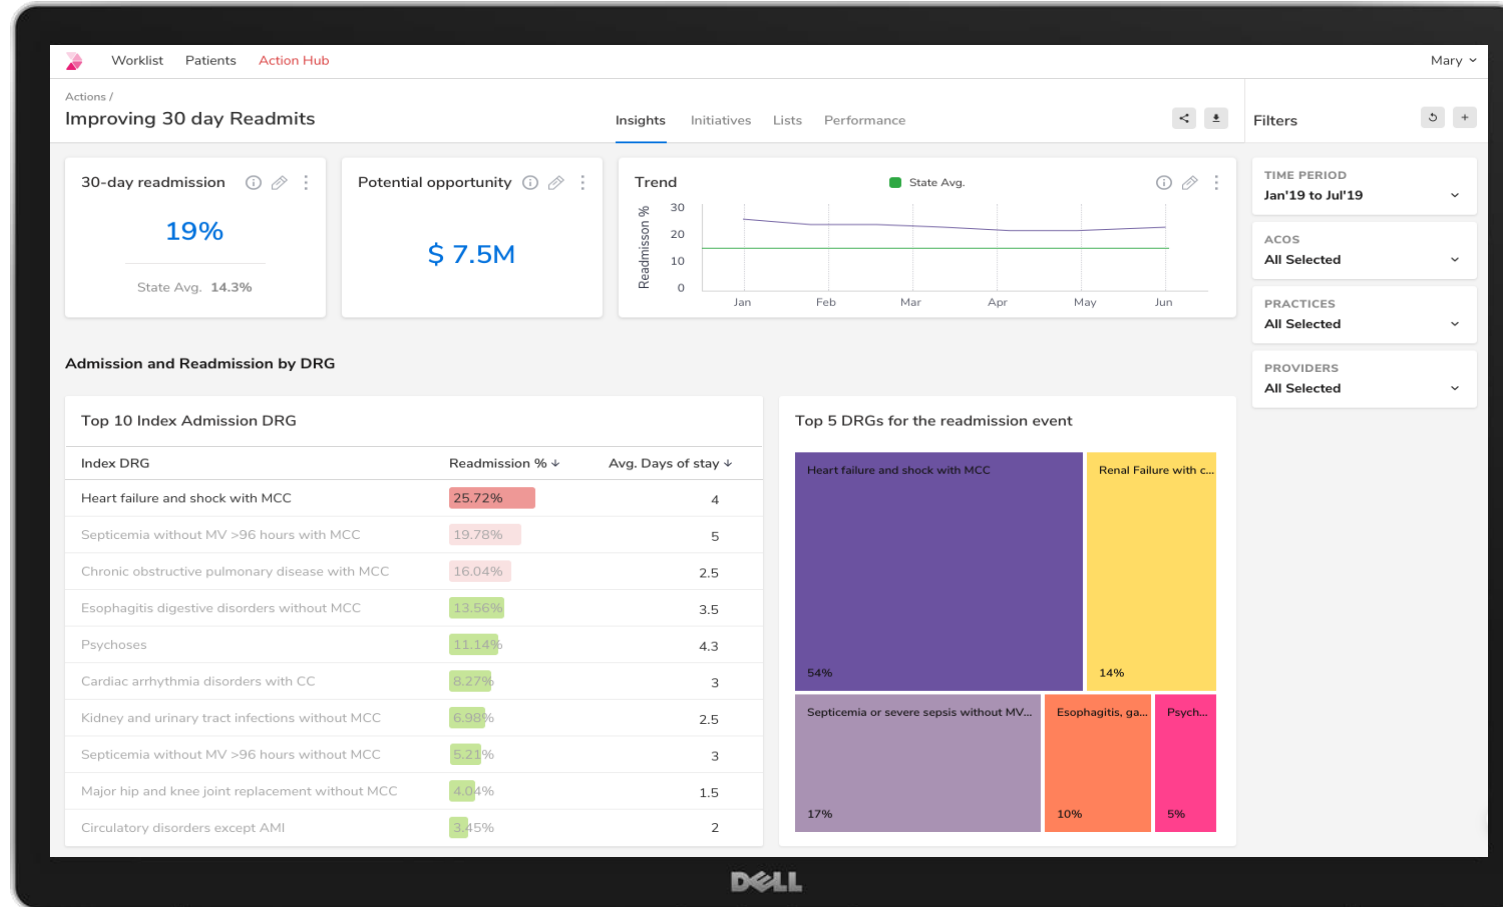 Worklist Patients Action Hub Mary
Actions /
Improving 30 day Readmits
Insights Initiatives Lists Performance
Filters
30-day readmission
19%
State Avg. 14.3%
Potential opportunity
$ 7.5M
Trend
State Avg.
Readmisson %
30
20
10
0
Jan Feb Mar Apr May Jun
TIME PERIOD
Jan'19 to Jul'19
ACOS
All Selected
PRACTICES
All Selected
PROVIDERS
All Selected
Admission and Readmission by DRG
Top 10 Index Admission DRG
Index DRG Readmission % ↓ Avg. Days of stay ↓
Heart failure and shock with MCC 25.72% 4
Septicemia without MV >96 hours with MCC 19.78% 5
Chronic obstructive pulmonary disease with MCC 16.04% 2.5
Esophagitis digestive disorders without MCC 13.56% 3.5
Psychoses 11.14% 4.3
Cardiac arrhythmia disorders with CC 8.27% 3
Kidney and urinary tract infections without MCC 6.98% 2.5
Septicemia without MV >96 hours without MCC 5.21% 3
Major hip and knee joint replacement without MCC 4.04% 1.5
Circulatory disorders except AMI 3.45% 2
Top 5 DRGs for the readmission event
Heart failure and shock with MCC
54%
Renal Failure with c...
14%
Septicemia or severe sepsis without MV...
17%
Esophagitis, ga...
10%
Psych...
5%
DELL